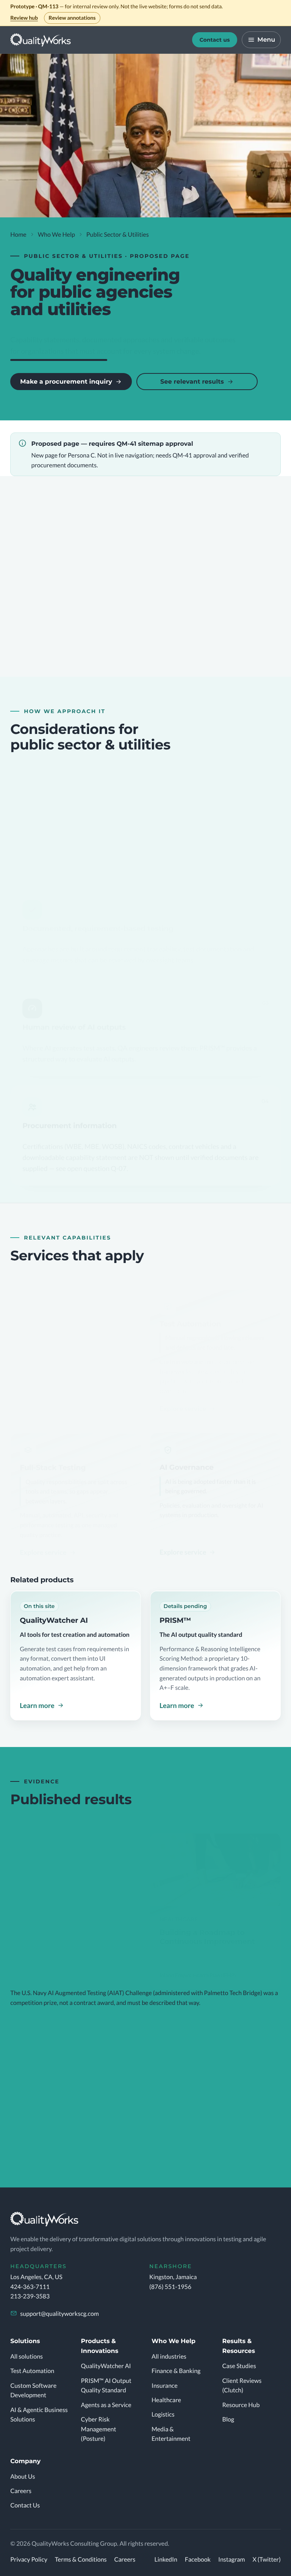 Prototype · QM-113 — for internal review only. Not the live website; forms do not send data.
Review hub Review annotations
QualityWorks Contact us Menu
Home Who We Help Public Sector & Utilities
PUBLIC SECTOR & UTILITIES · PROPOSED PAGE
Quality engineering
for public agencies
and utilities
Make a procurement inquiry → See relevant results →
Proposed page — requires QM-41 sitemap approval
New page for Persona C. Not in live navigation; needs QM-41 approval and verified
procurement documents.
HOW WE APPROACH IT
Considerations for
public sector & utilities
Procurement information
RELEVANT CAPABILITIES
Services that apply
AI Governance
Related products
On this site
QualityWorker AI
AI tools for test creation and automation
Generate test cases from requirements in
any format, convert them into UI
automation, and get help from an
automation expert assistant.
Learn more →
Details pending
PRISM™
The AI output quality standard
Performance & Reasoning Intelligence
Scoring Method: a proprietary 10-
dimension framework that grades AI-
generated outputs in production on an
A+–F scale.
Learn more →
EVIDENCE
Published results
The U.S. Navy AI Augmented Testing (AIAT) Challenge (administered with Palmetto Tech Bridge) was a
competition prize, not a contract award, and must be described that way.
QualityWorks
We enable the delivery of transformative digital solutions through innovations in testing and agile
project delivery.
HEADQUARTERS
Los Angeles, CA, US
424-363-7111
213-239-3583
NEARSHORE
Kingston, Jamaica
(876) 551-1956
support@qualityworkscg.com
Solutions
All solutions
Test Automation
Custom Software
Development
AI & Agentic Business
Solutions
Products &
Innovations
QualityWatcher AI
PRISM™ AI Output
Quality Standard
Agents as a Service
Cyber Risk
Management
(Posture)
Who We Help
All industries
Finance & Banking
Insurance
Healthcare
Logistics
Media &
Entertainment
Results &
Resources
Case Studies
Client Reviews
(Clutch)
Resource Hub
Blog
Company
About Us
Careers
Contact Us
© 2026 QualityWorks Consulting Group. All rights reserved.
Privacy Policy Terms & Conditions Careers LinkedIn Facebook Instagram X (Twitter)